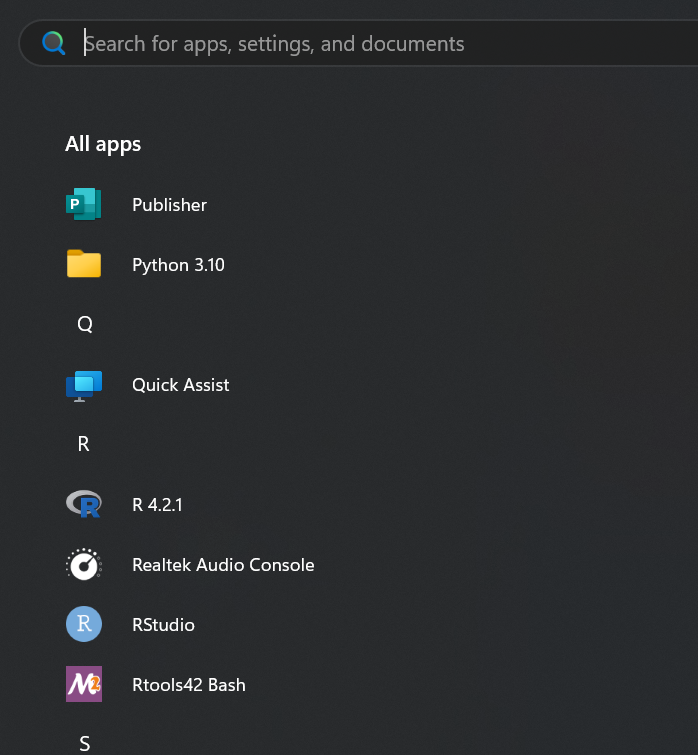 Search for apps, settings, and documents
All apps
P Publisher
Python 3.10
Q
Quick Assist
R
R R 4.2.1
Realtek Audio Console
R RStudio
M2 Rtools42 Bash
S